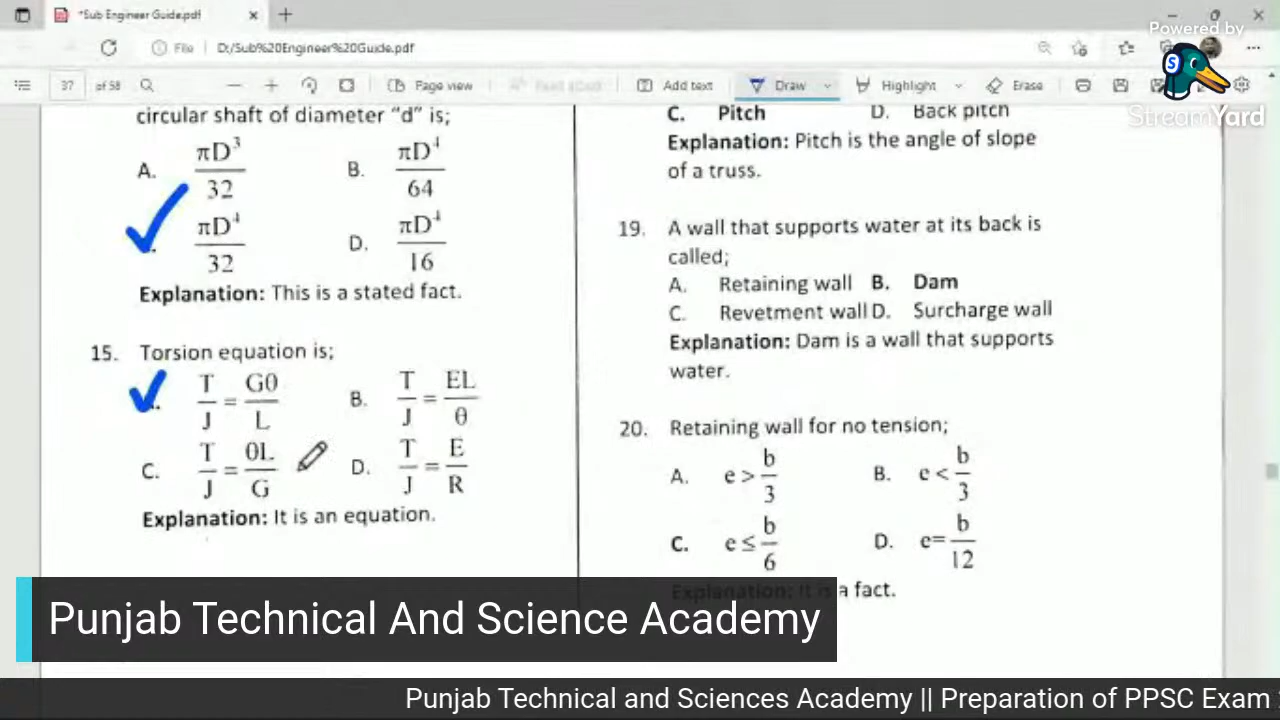 *Sub Engineer Guide.pdf
File D:/Sub%20Engineer%20Guide.pdf
Powered by
StreamYard
37 of 58 Page view Read aloud Add text Draw Highlight Erase
circular shaft of diameter “d” is;
A. πD³/32 B. πD⁴/64
πD⁴/32 D. πD⁴/16
Explanation: This is a stated fact.
15. Torsion equation is;
T/J = Gθ/L B. T/J = EL/θ
C. T/J = θL/G D. T/J = E/R
Explanation: It is an equation.
C. Pitch D. Back pitch
Explanation: Pitch is the angle of slope
of a truss.
19. A wall that supports water at its back is
called;
A. Retaining wall B. Dam
C. Revetment wall D. Surcharge wall
Explanation: Dam is a wall that supports
water.
20. Retaining wall for no tension;
A. e > b/3 B. e < b/3
C. e ≤ b/6 D. e= b/12
Explanation: It is a fact.
Punjab Technical And Science Academy
Punjab Technical and Sciences Academy || Preparation of PPSC Exam